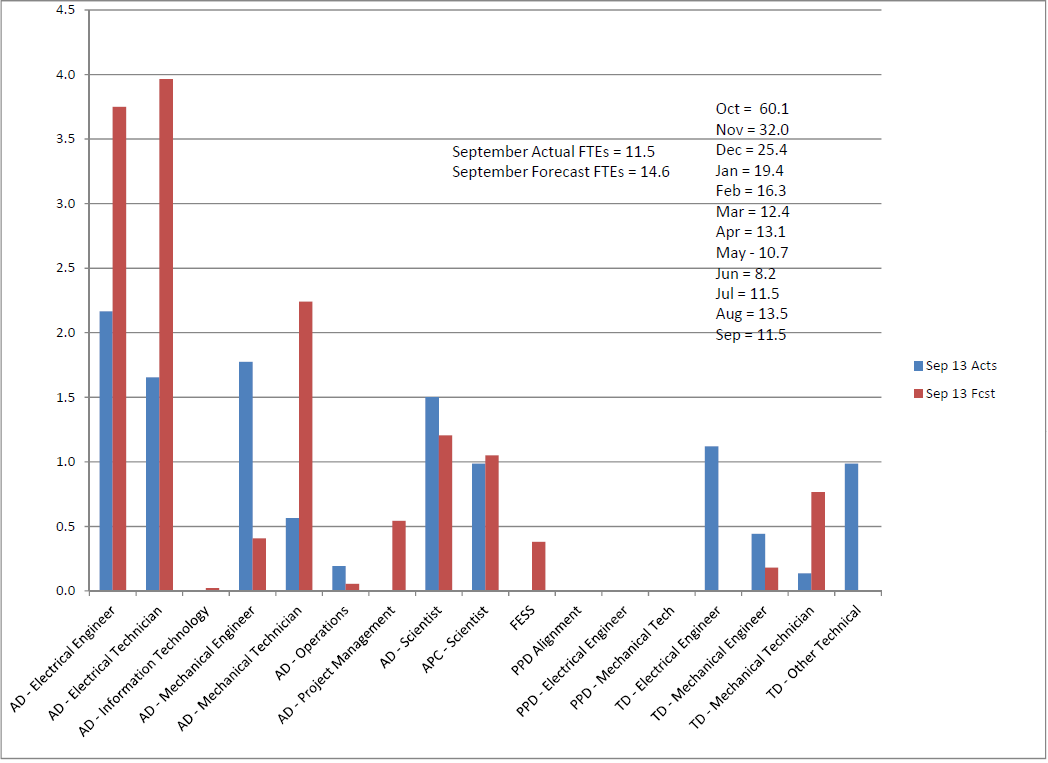 4.5
4.0
3.5
3.0
2.5
2.0
1.5
1.0
0.5
0.0
September Actual FTEs = 11.5
September Forecast FTEs = 14.6
Oct =  60.1
Nov = 32.0
Dec = 25.4
Jan = 19.4
Feb = 16.3
Mar = 12.4
Apr = 13.1
May - 10.7
Jun = 8.2
Jul = 11.5
Aug = 13.5
Sep = 11.5
Sep 13 Acts
Sep 13 Fcst
AD - Electrical Engineer
AD - Electrical Technician
AD - Information Technology
AD - Mechanical Engineer
AD - Mechanical Technician
AD - Operations
AD - Project Management
AD - Scientist
APC - Scientist
FESS
PPD Alignment
PPD - Electrical Engineer
PPD - Mechanical Tech
TD - Electrical Engineer
TD - Mechanical Engineer
TD - Mechanical Technician
TD - Other Technical